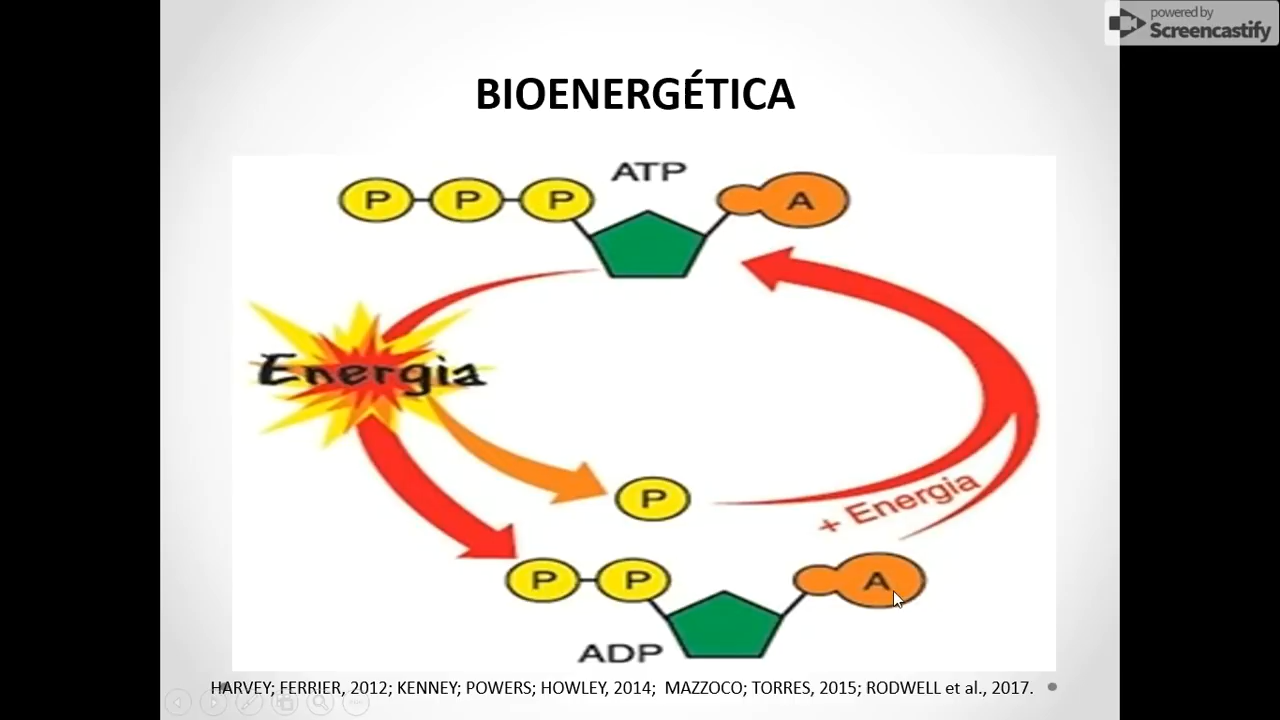 powered by
Screencastify
BIOENERGÉTICA
ATP
P P P A
Energia
P
+ Energia
P P A
ADP
HARVEY; FERRIER, 2012; KENNEY; POWERS; HOWLEY, 2014; MAZZOCO; TORRES, 2015; RODWELL et al., 2017.